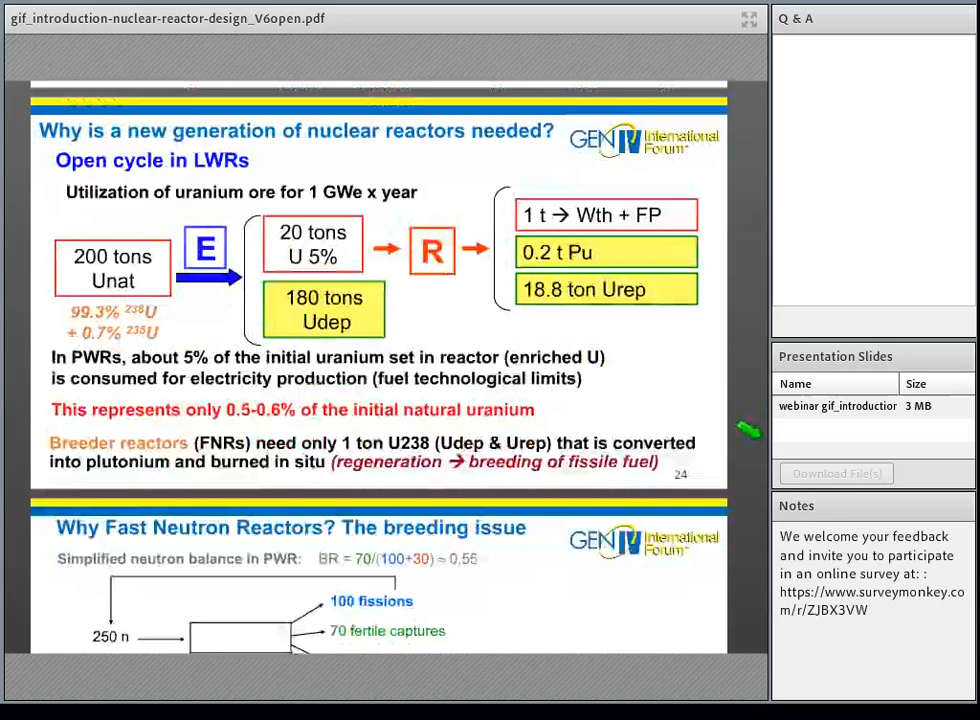 gif_introduction-nuclear-reactor-design_V6open.pdf
Why is a new generation of nuclear reactors needed?
GEN IV International Forum™
Open cycle in LWRs
Utilization of uranium ore for 1 GWe x year
200 tons
Unat
E
20 tons
U 5%
180 tons
Udep
R
1 t → Wth + FP
0.2 t Pu
18.8 ton Urep
99.3% ²³⁸U
+ 0.7% ²³⁵U
In PWRs, about 5% of the initial uranium set in reactor (enriched U)
is consumed for electricity production (fuel technological limits)
This represents only 0.5-0.6% of the initial natural uranium
Breeder reactors (FNRs) need only 1 ton U238 (Udep & Urep) that is converted
into plutonium and burned in situ (regeneration → breeding of fissile fuel)
24
Why Fast Neutron Reactors? The breeding issue
GEN IV International Forum™
Simplified neutron balance in PWR: BR = 70/(100+30) ≈ 0.55
100 fissions
250 n
70 fertile captures
Q & A
Presentation Slides
Name Size
webinar gif_introductior 3 MB
Download File(s)
Notes
We welcome your feedback
and invite you to participate
in an online survey at: :
https://www.surveymonkey.co
m/r/ZJBX3VW